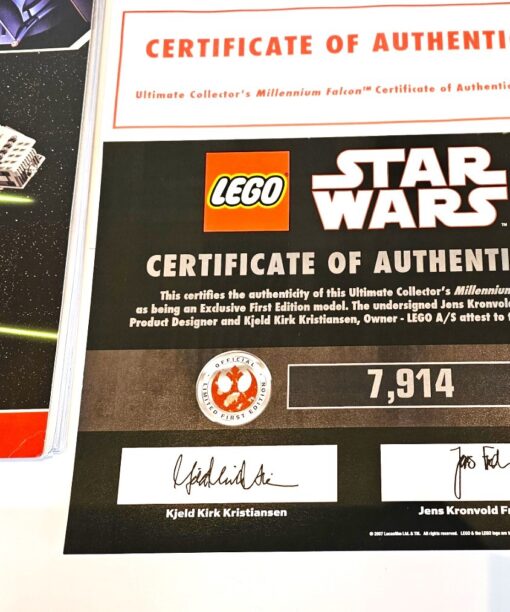 CERTIFICATE OF AUTHENTI
Ultimate Collector's Millennium Falcon™ Certificate of Authentic
LEGO
STAR
WARS™
CERTIFICATE OF AUTHENTI
This certifies the authenticity of this Ultimate Collector's Millennium
as being an Exclusive First Edition model. The undersigned Jens Kronvold
Product Designer and Kjeld Kirk Kristiansen, Owner - LEGO A/S attest to
OFFICIAL
LIMITED FIRST EDITION
7,914
Kjeld Kirk Kristiansen
Jens Kronvold Fr
© 2007 Lucasfilm Ltd. & TM. All rights reserved. LEGO & the LEGO logo are